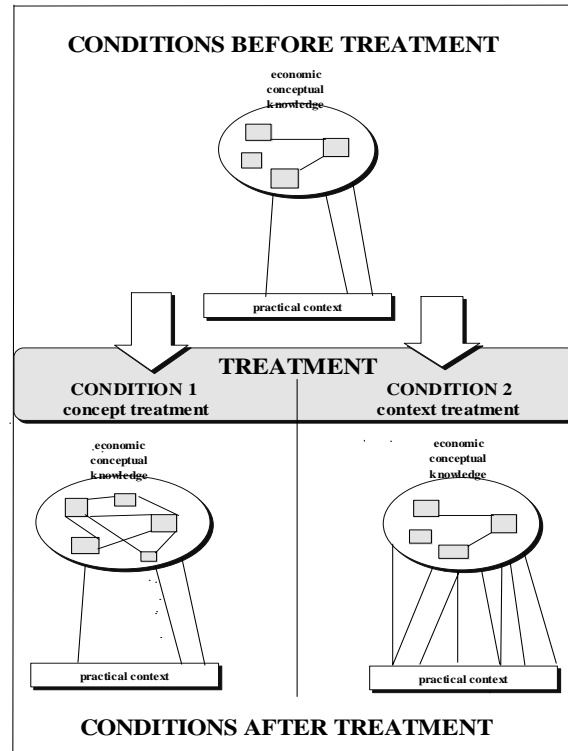 CONDITIONS BEFORE TREATMENT
economic
conceptual
knowledge
practical context
TREATMENT
CONDITION 1
concept treatment
CONDITION 2
context treatment
economic
conceptual
knowledge
economic
conceptual
knowledge
practical context
practical context
CONDITIONS AFTER TREATMENT